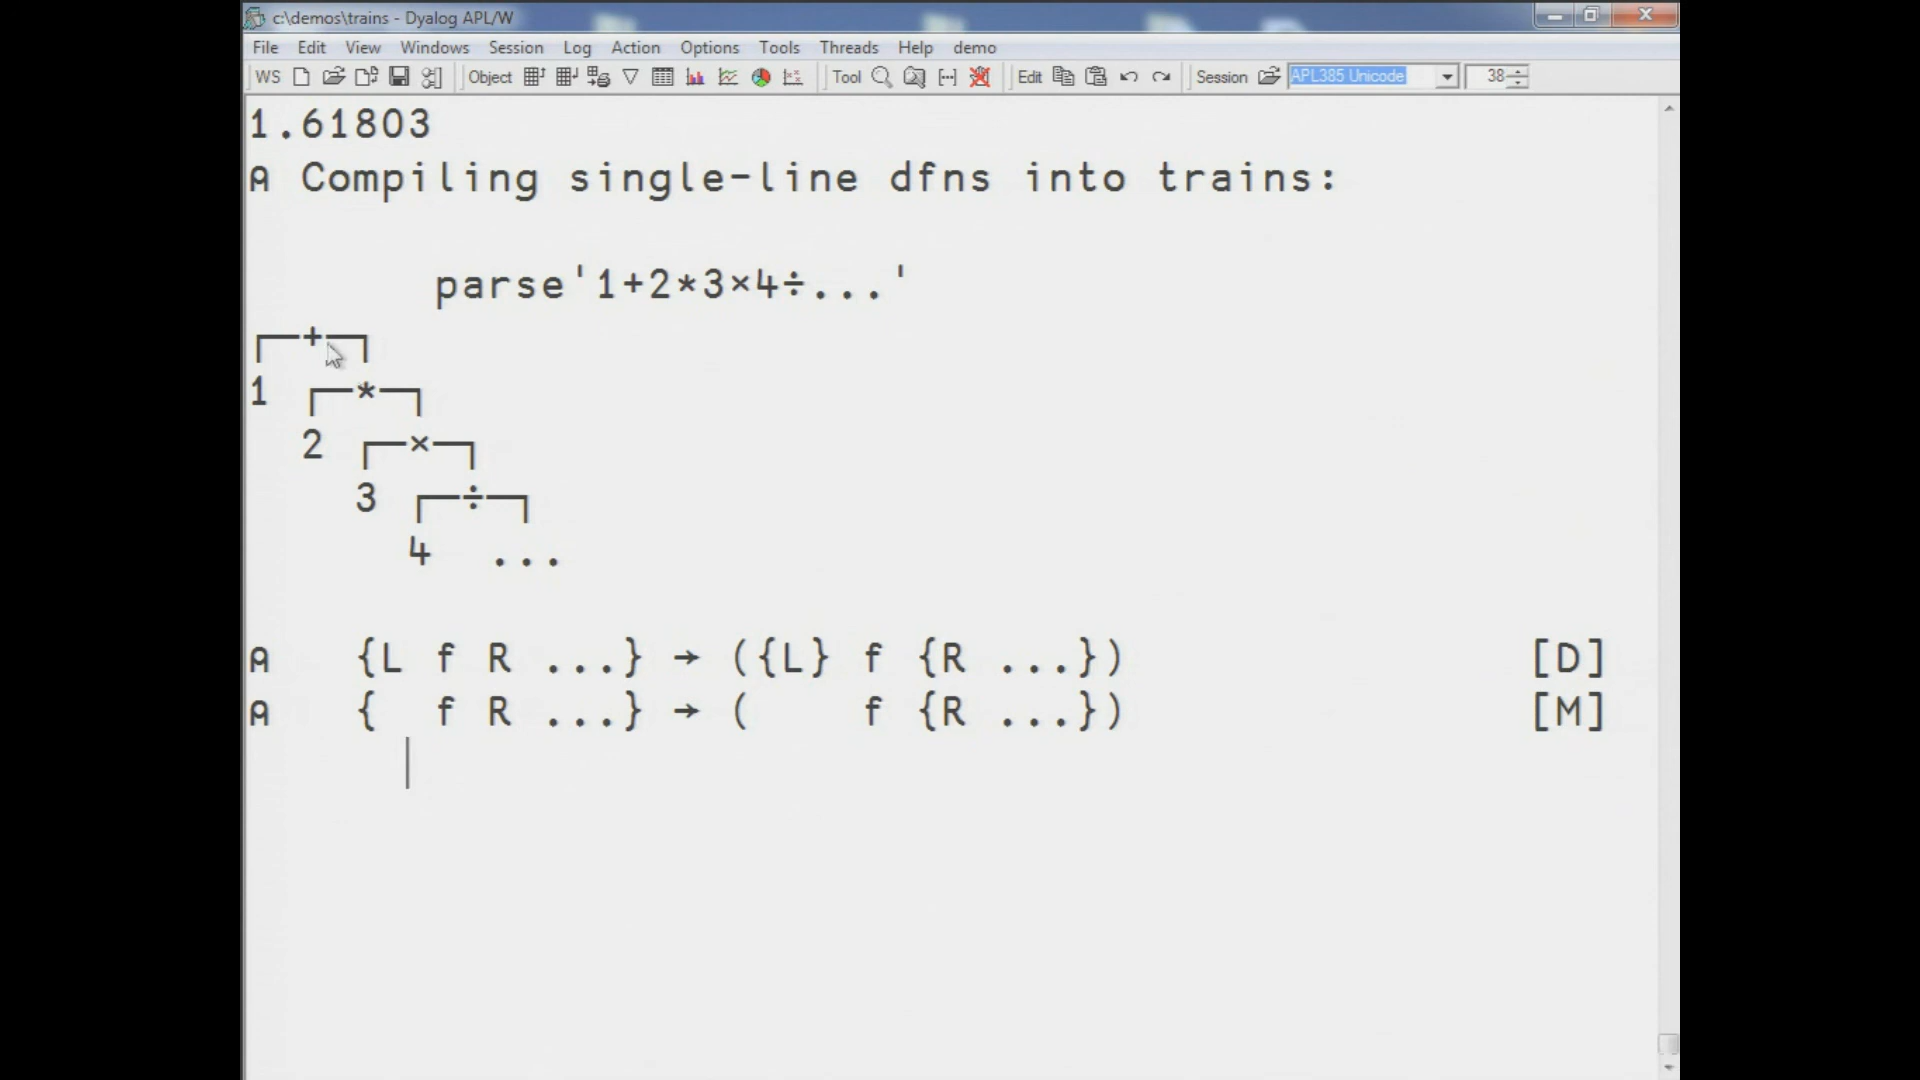 c:\demos\trains - Dyalog APL/W
File Edit View Windows Session Log Action Options Tools Threads Help demo
WS Object Tool Edit Session APL385 Unicode 38
1.61803
⍝ Compiling single-line dfns into trains:
parse'1+2*3×4÷...'
┌─+─┐
1 ┌─*─┐
2 ┌─×─┐
3 ┌─÷─┐
4 ...
⍝ {L f R ...} → ({L} f {R ...}) [D]
⍝ { f R ...} → ( f {R ...}) [M]